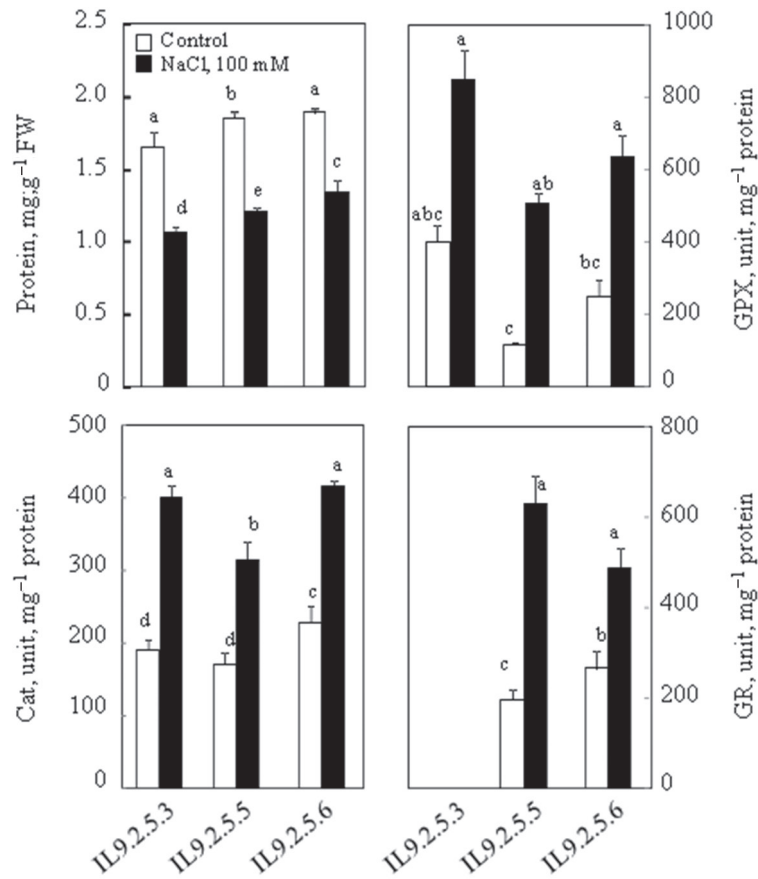 2.5
2.0
1.5
1.0
0.5
0
Protein, mg;g⁻¹ FW
Control
NaCl, 100 mM
a
b
a
d
e
c
1000
800
600
400
200
0
GPX, unit, mg⁻¹ protein
a
a
ab
abc
bc
c
500
400
300
200
100
0
Cat, unit, mg⁻¹ protein
a
a
b
c
d
d
IL9.2.5.3
IL9.2.5.5
IL9.2.5.6
800
600
400
200
0
GR, unit, mg⁻¹ protein
a
a
b
c
IL9.2.5.3
IL9.2.5.5
IL9.2.5.6